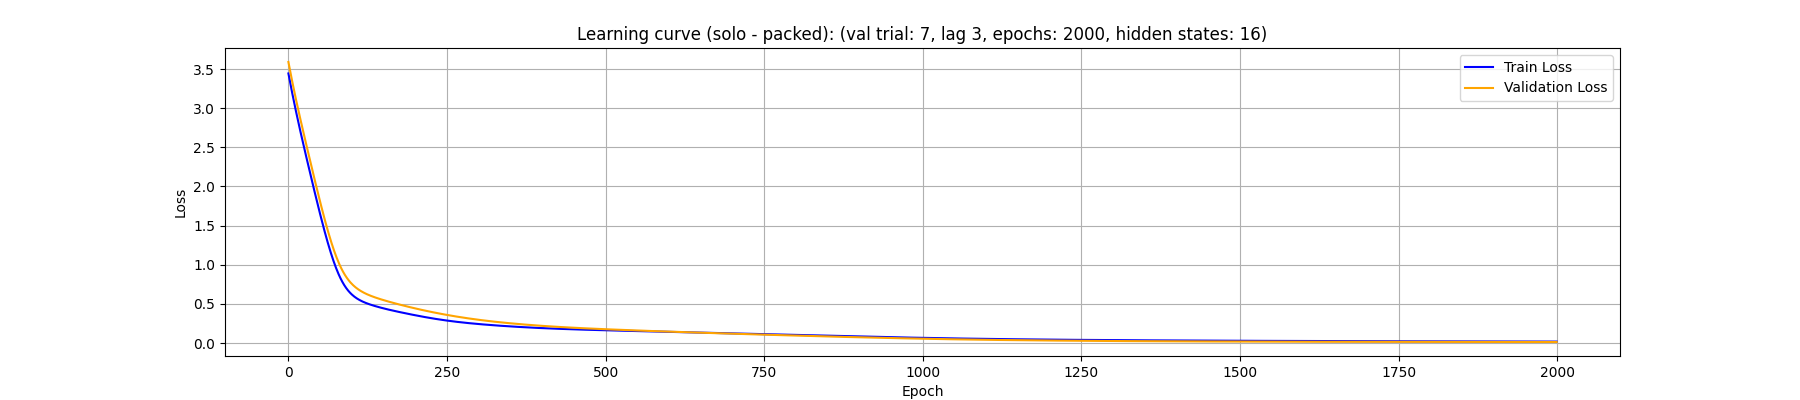 Learning curve (solo - packed): (val trial: 7, lag 3, epochs: 2000, hidden states: 16)
Train Loss
Validation Loss
3.5
3.0
2.5
2.0
1.5
1.0
0.5
0.0
Loss
0 250 500 750 1000 1250 1500 1750 2000
Epoch